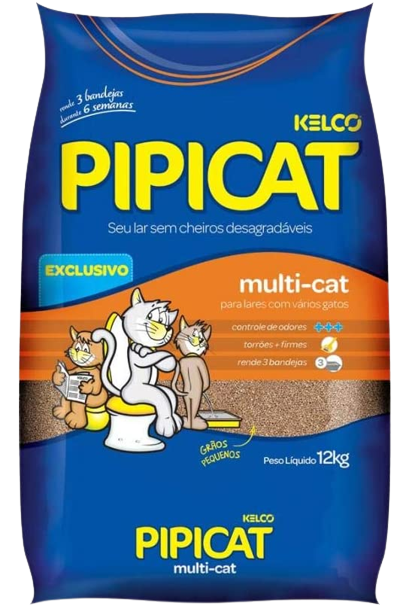 rende 3 bandejas
durante 6 semanas
KELCO
PIPICAT
Seu lar sem cheiros desagradáveis
EXCLUSIVO
multi-cat
para lares com vários gatos
controle de odores +++
torrões + firmes
rende 3 bandejas 3
GRÃOS
PEQUENOS
Peso Líquido 12kg
KELCO
PIPICAT
multi-cat